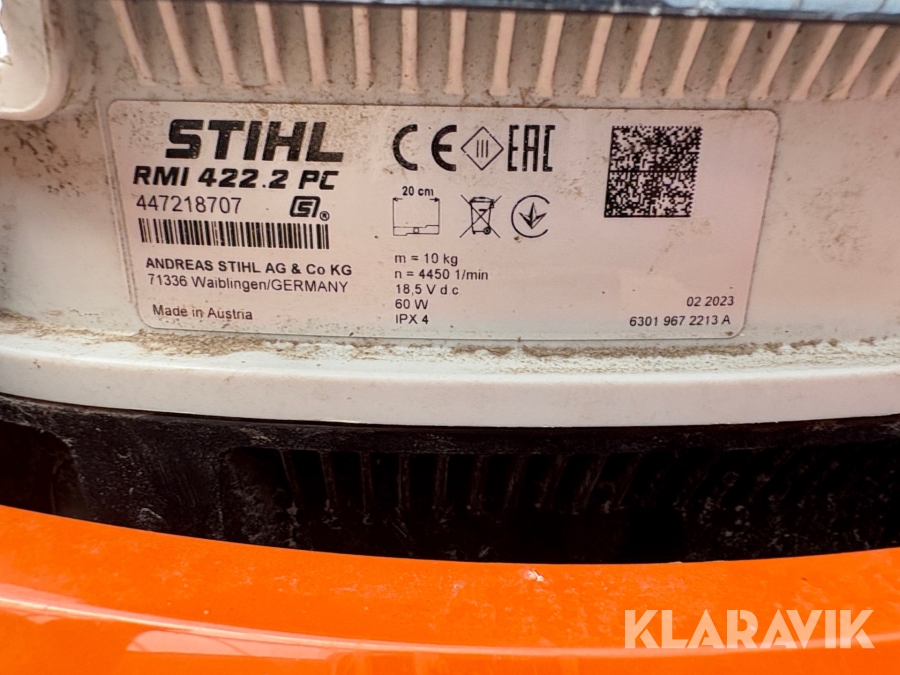 STIHL
RMI 422.2 PC
447218707 ®
ANDREAS STIHL AG & Co KG
71336 Waiblingen/GERMANY
Made in Austria
CE III EAC
20 cm
m = 10 kg
n = 4450 1/min
18,5 V d c
60 W
IPX 4
02 2023
6301 967 2213 A
KLARAVIK